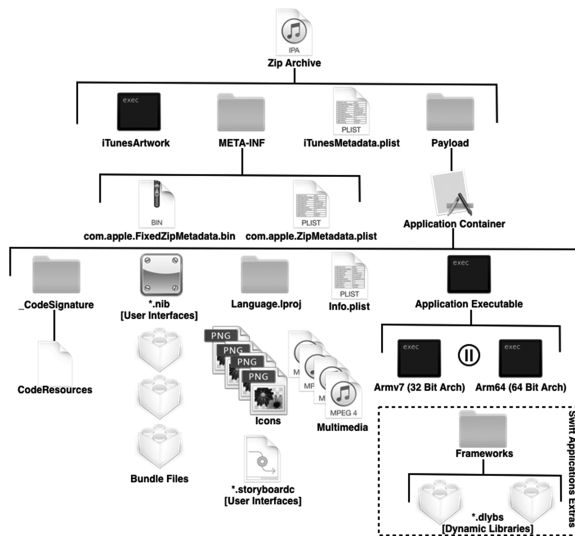 IPA
Zip Archive
exec
iTunesArtwork
META-INF
PLIST
iTunesMetadata.plist
Payload
BIN
com.apple.FixedZipMetadata.bin
PLIST
com.apple.ZipMetadata.plist
Application Container
_CodeSignature
*.nib
[User Interfaces]
Language.lproj
PLIST
Info.plist
exec
Application Executable
CodeResources
PNG
PNG
PNG
PNG
Icons
MPEG 4
Multimedia
exec
Armv7 (32 Bit Arch)
exec
Arm64 (64 Bit Arch)
Bundle Files
*.storyboardc
[User Interfaces]
Swift Applications Extras
Frameworks
*.dlybs
[Dynamic Libraries]